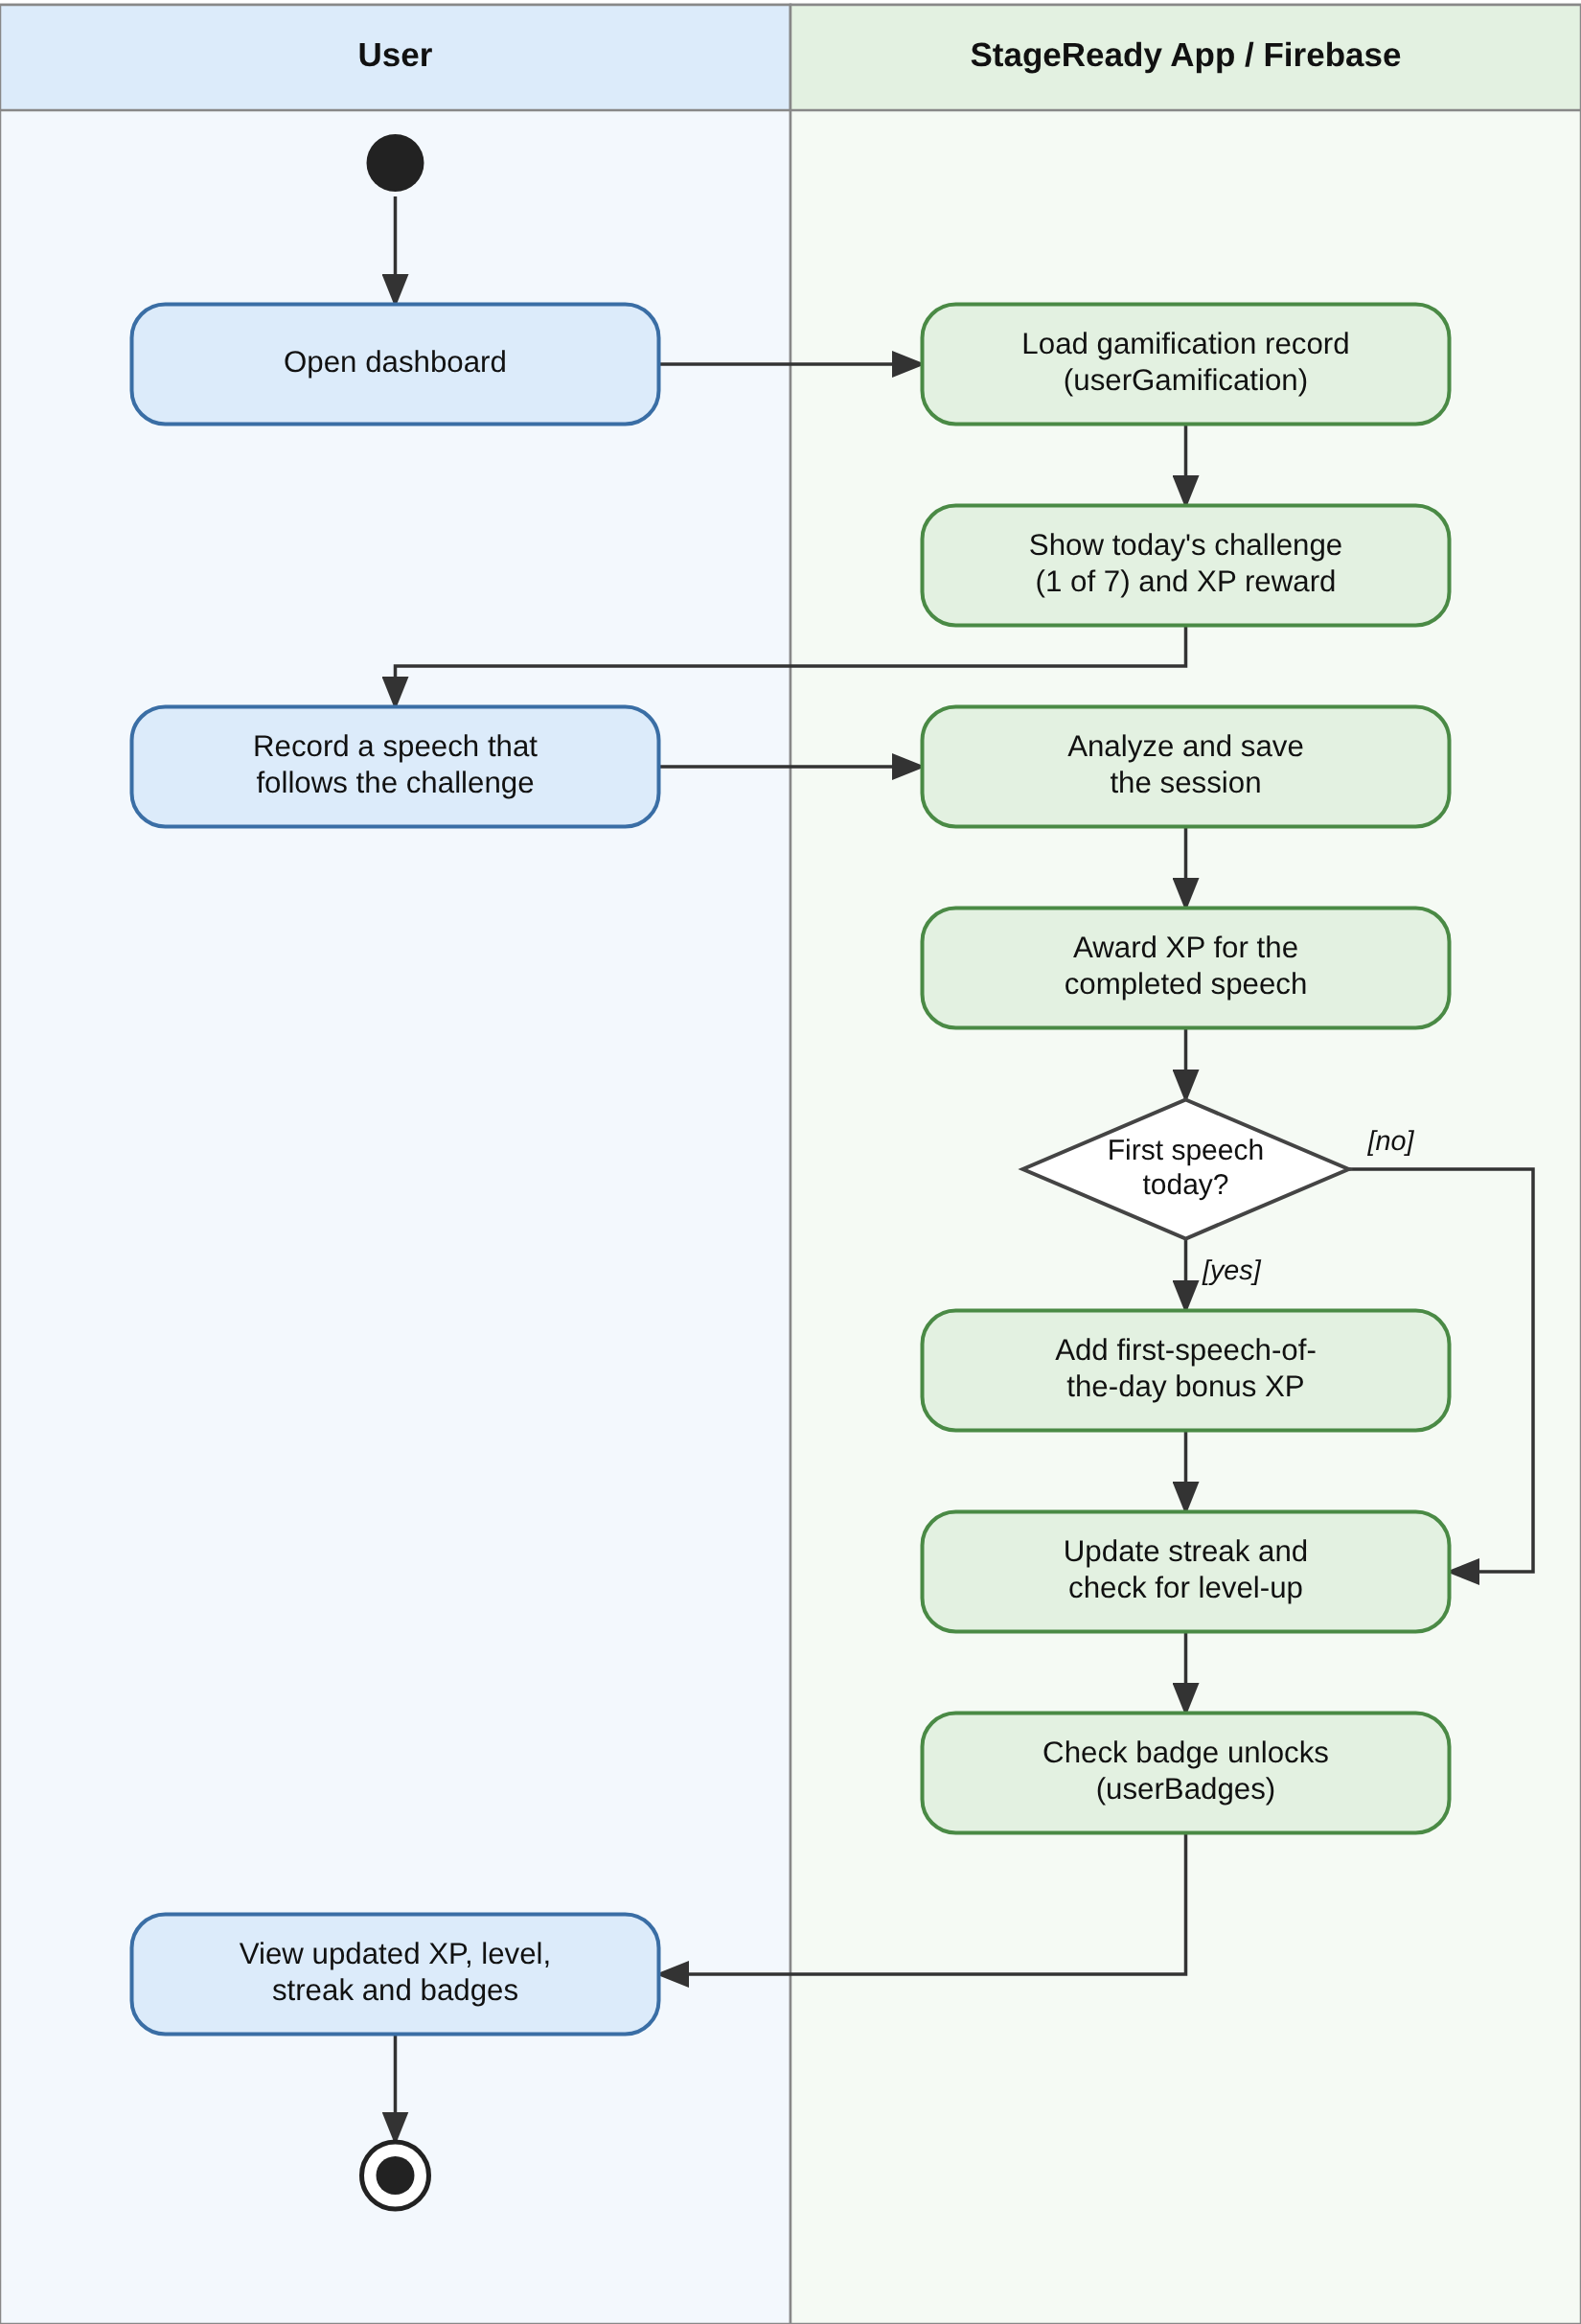 User
StageReady App / Firebase
Open dashboard
Load gamification record
(userGamification)
Show today's challenge
(1 of 7) and XP reward
Record a speech that
follows the challenge
Analyze and save
the session
Award XP for the
completed speech
First speech
today?
[no]
[yes]
Add first-speech-of-
the-day bonus XP
Update streak and
check for level-up
Check badge unlocks
(userBadges)
View updated XP, level,
streak and badges